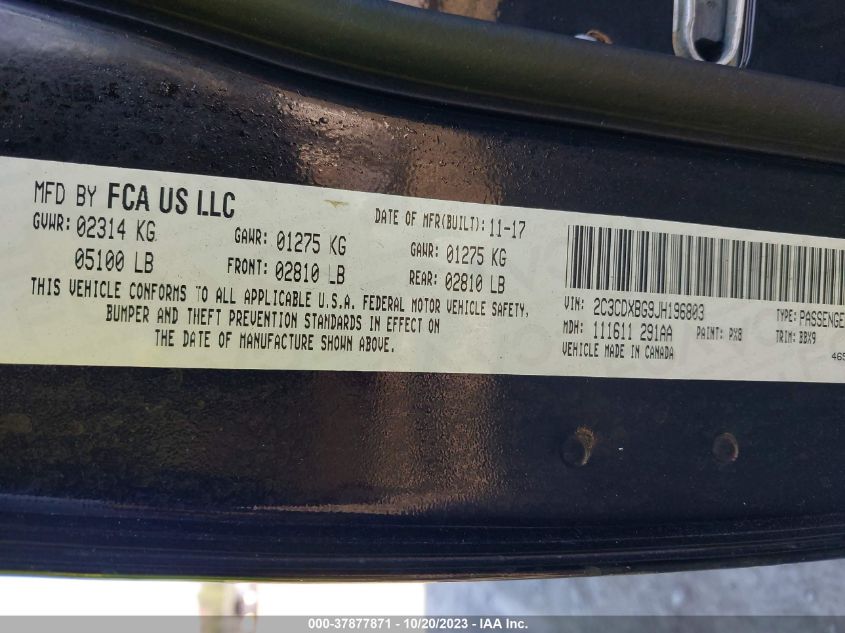 MFD BY FCA US LLC
DATE OF MFR(BUILT): 11-17
GVWR: 02314 KG
GAWR: 01275 KG
GAWR: 01275 KG
05100 LB
FRONT: 02810 LB
REAR: 02810 LB
THIS VEHICLE CONFORMS TO ALL APPLICABLE U.S.A. FEDERAL MOTOR VEHICLE SAFETY,
BUMPER AND THEFT PREVENTION STANDARDS IN EFFECT ON
THE DATE OF MANUFACTURE SHOWN ABOVE.
VIN: 2C3CDXBG9JH196803
TYPE: PASSENGE
MDH: 111611 291AA
PAINT: PX8
TRIM: BBX9
VEHICLE MADE IN CANADA
465
000-37877871 | 10/20/2023 | - IAA Inc.